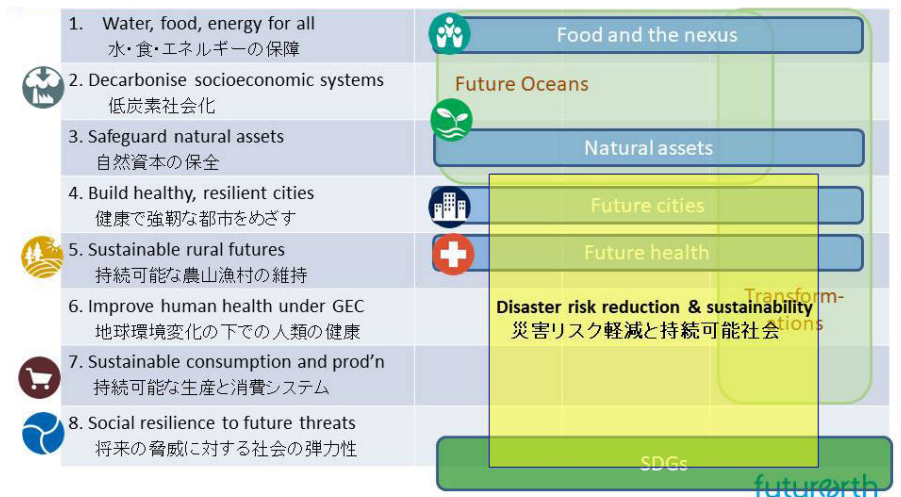 1. Water, food, energy for all
水・食・エネルギーの保障
2. Decarbonise socioeconomic systems
低炭素社会化
3. Safeguard natural assets
自然資本の保全
4. Build healthy, resilient cities
健康で強靭な都市をめざす
5. Sustainable rural futures
持続可能な農山漁村の維持
6. Improve human health under GEC
地球環境変化の下での人類の健康
7. Sustainable consumption and prod'n
持続可能な生産と消費システム
8. Social resilience to future threats
将来の脅威に対する社会の弾力性
Food and the nexus
Future Oceans
Natural assets
Future cities
Future health
Transform-
ations
Disaster risk reduction & sustainability
災害リスク軽減と持続可能社会
SDGs
futurerth